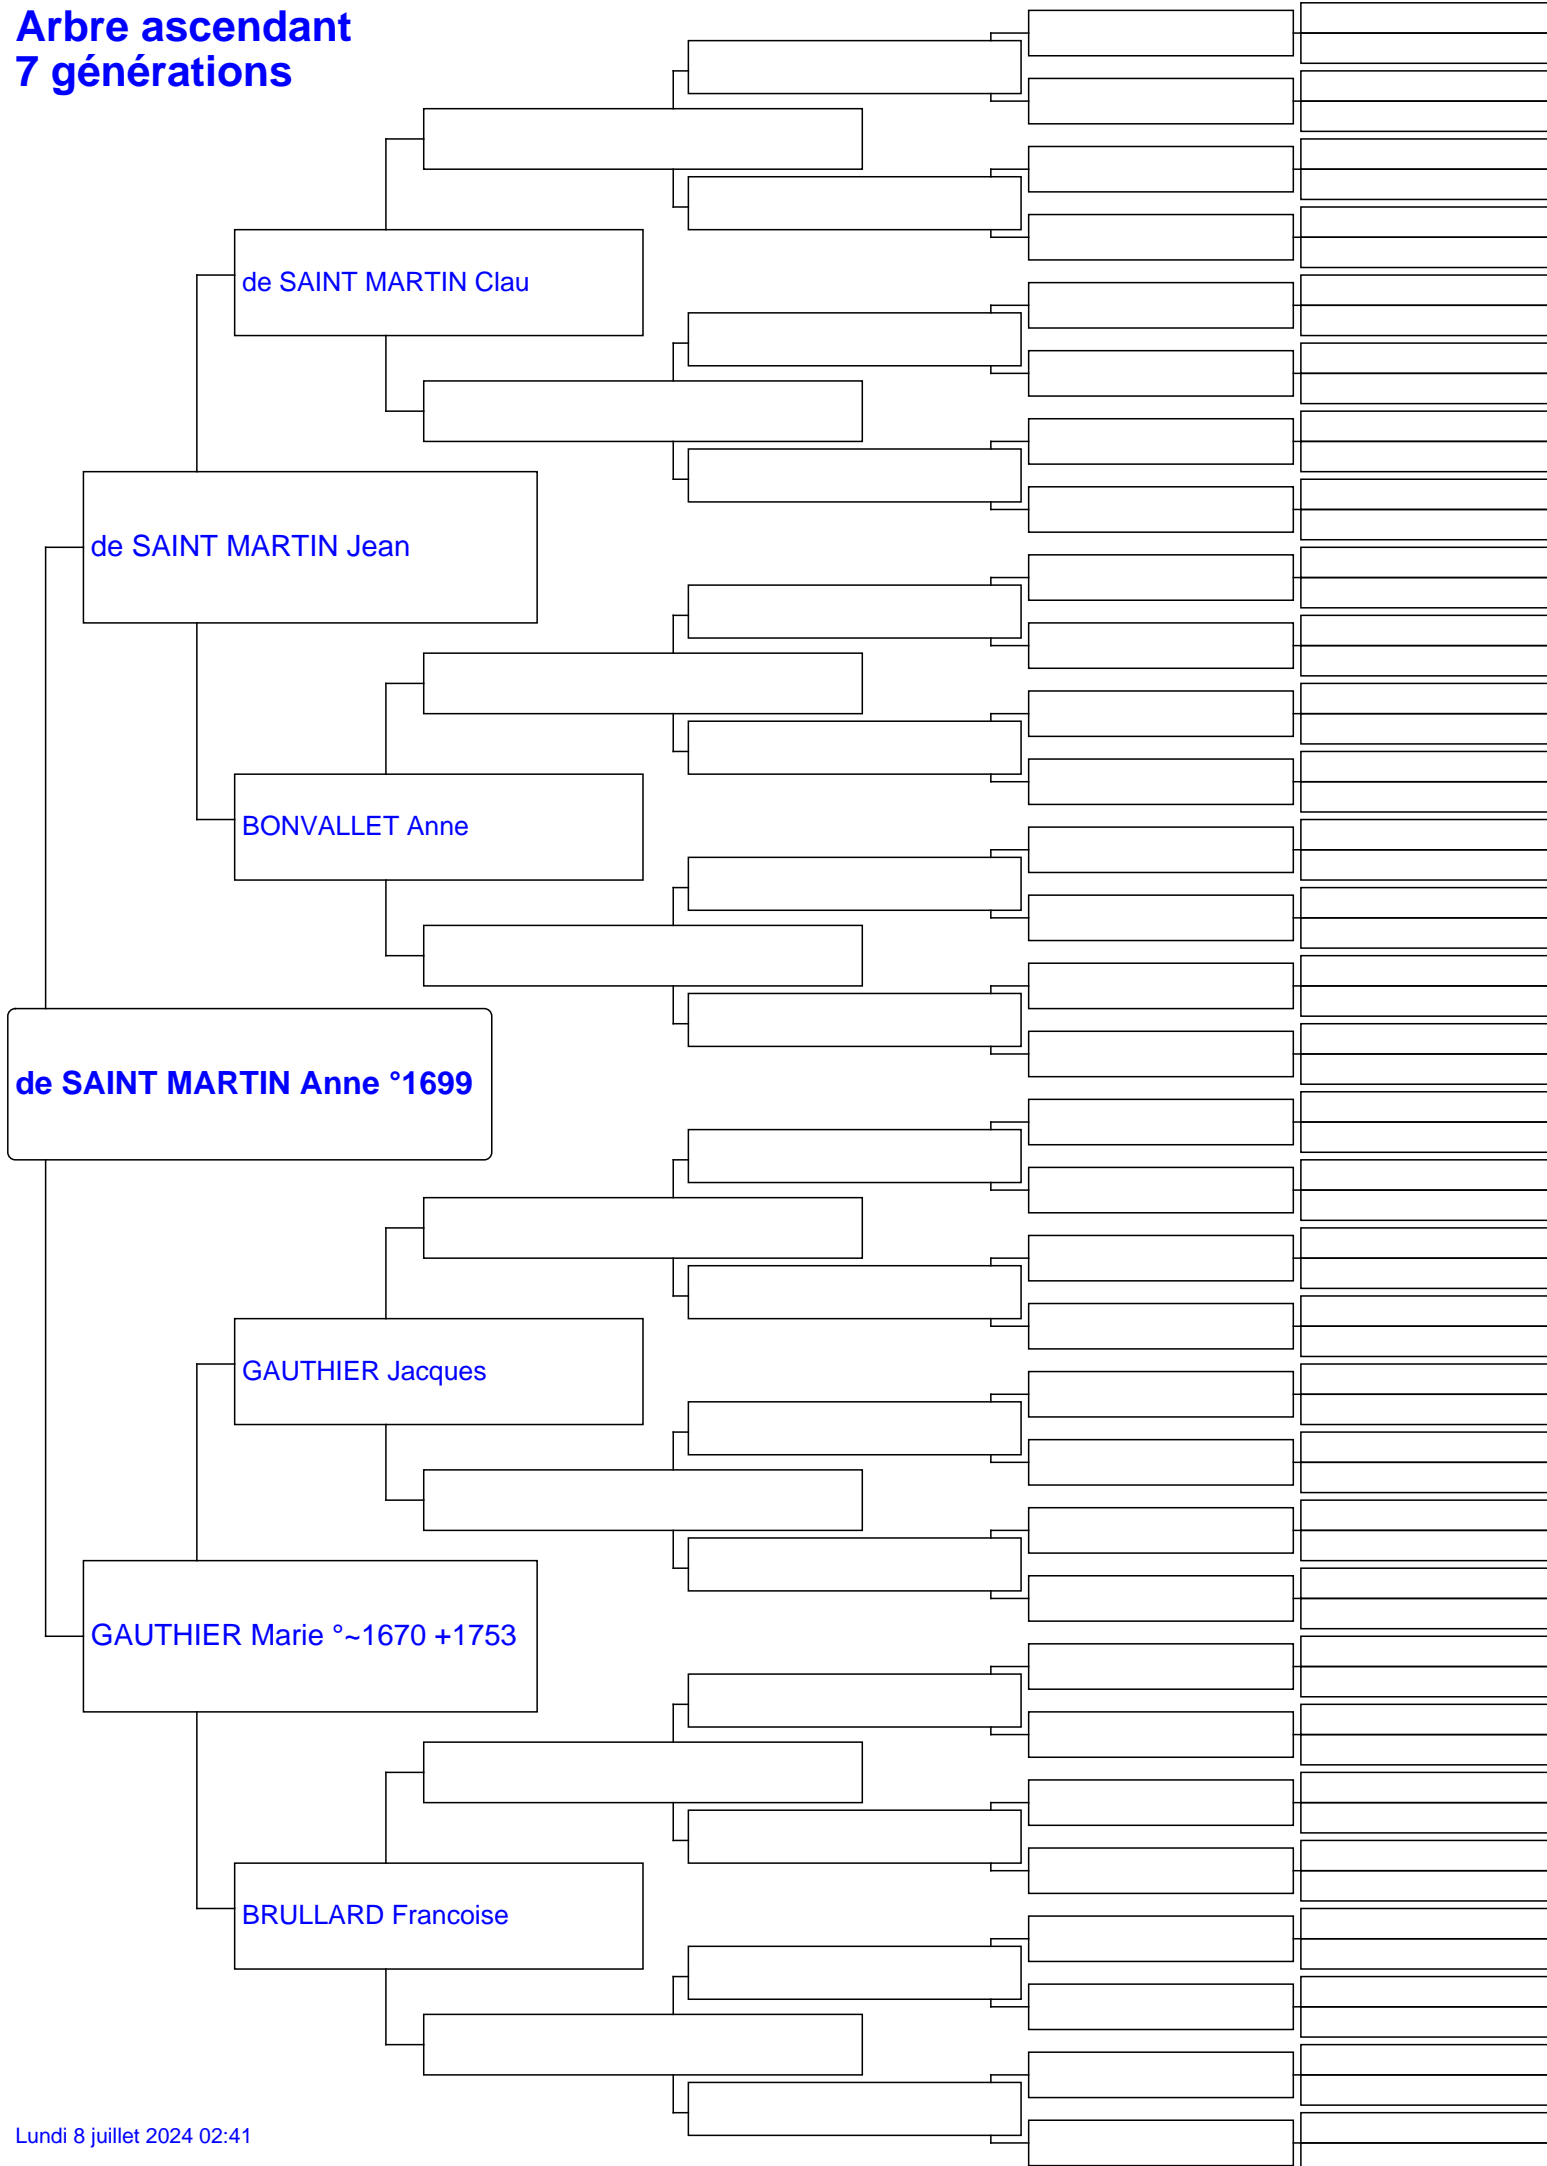 Arbre ascendant
7 générations
de SAINT MARTIN Clau
de SAINT MARTIN Jean
BONVALLET Anne
de SAINT MARTIN Anne °1699
GAUTHIER Jacques
GAUTHIER Marie °~1670 +1753
BRULLARD Francoise
Lundi 8 juillet 2024 02:41